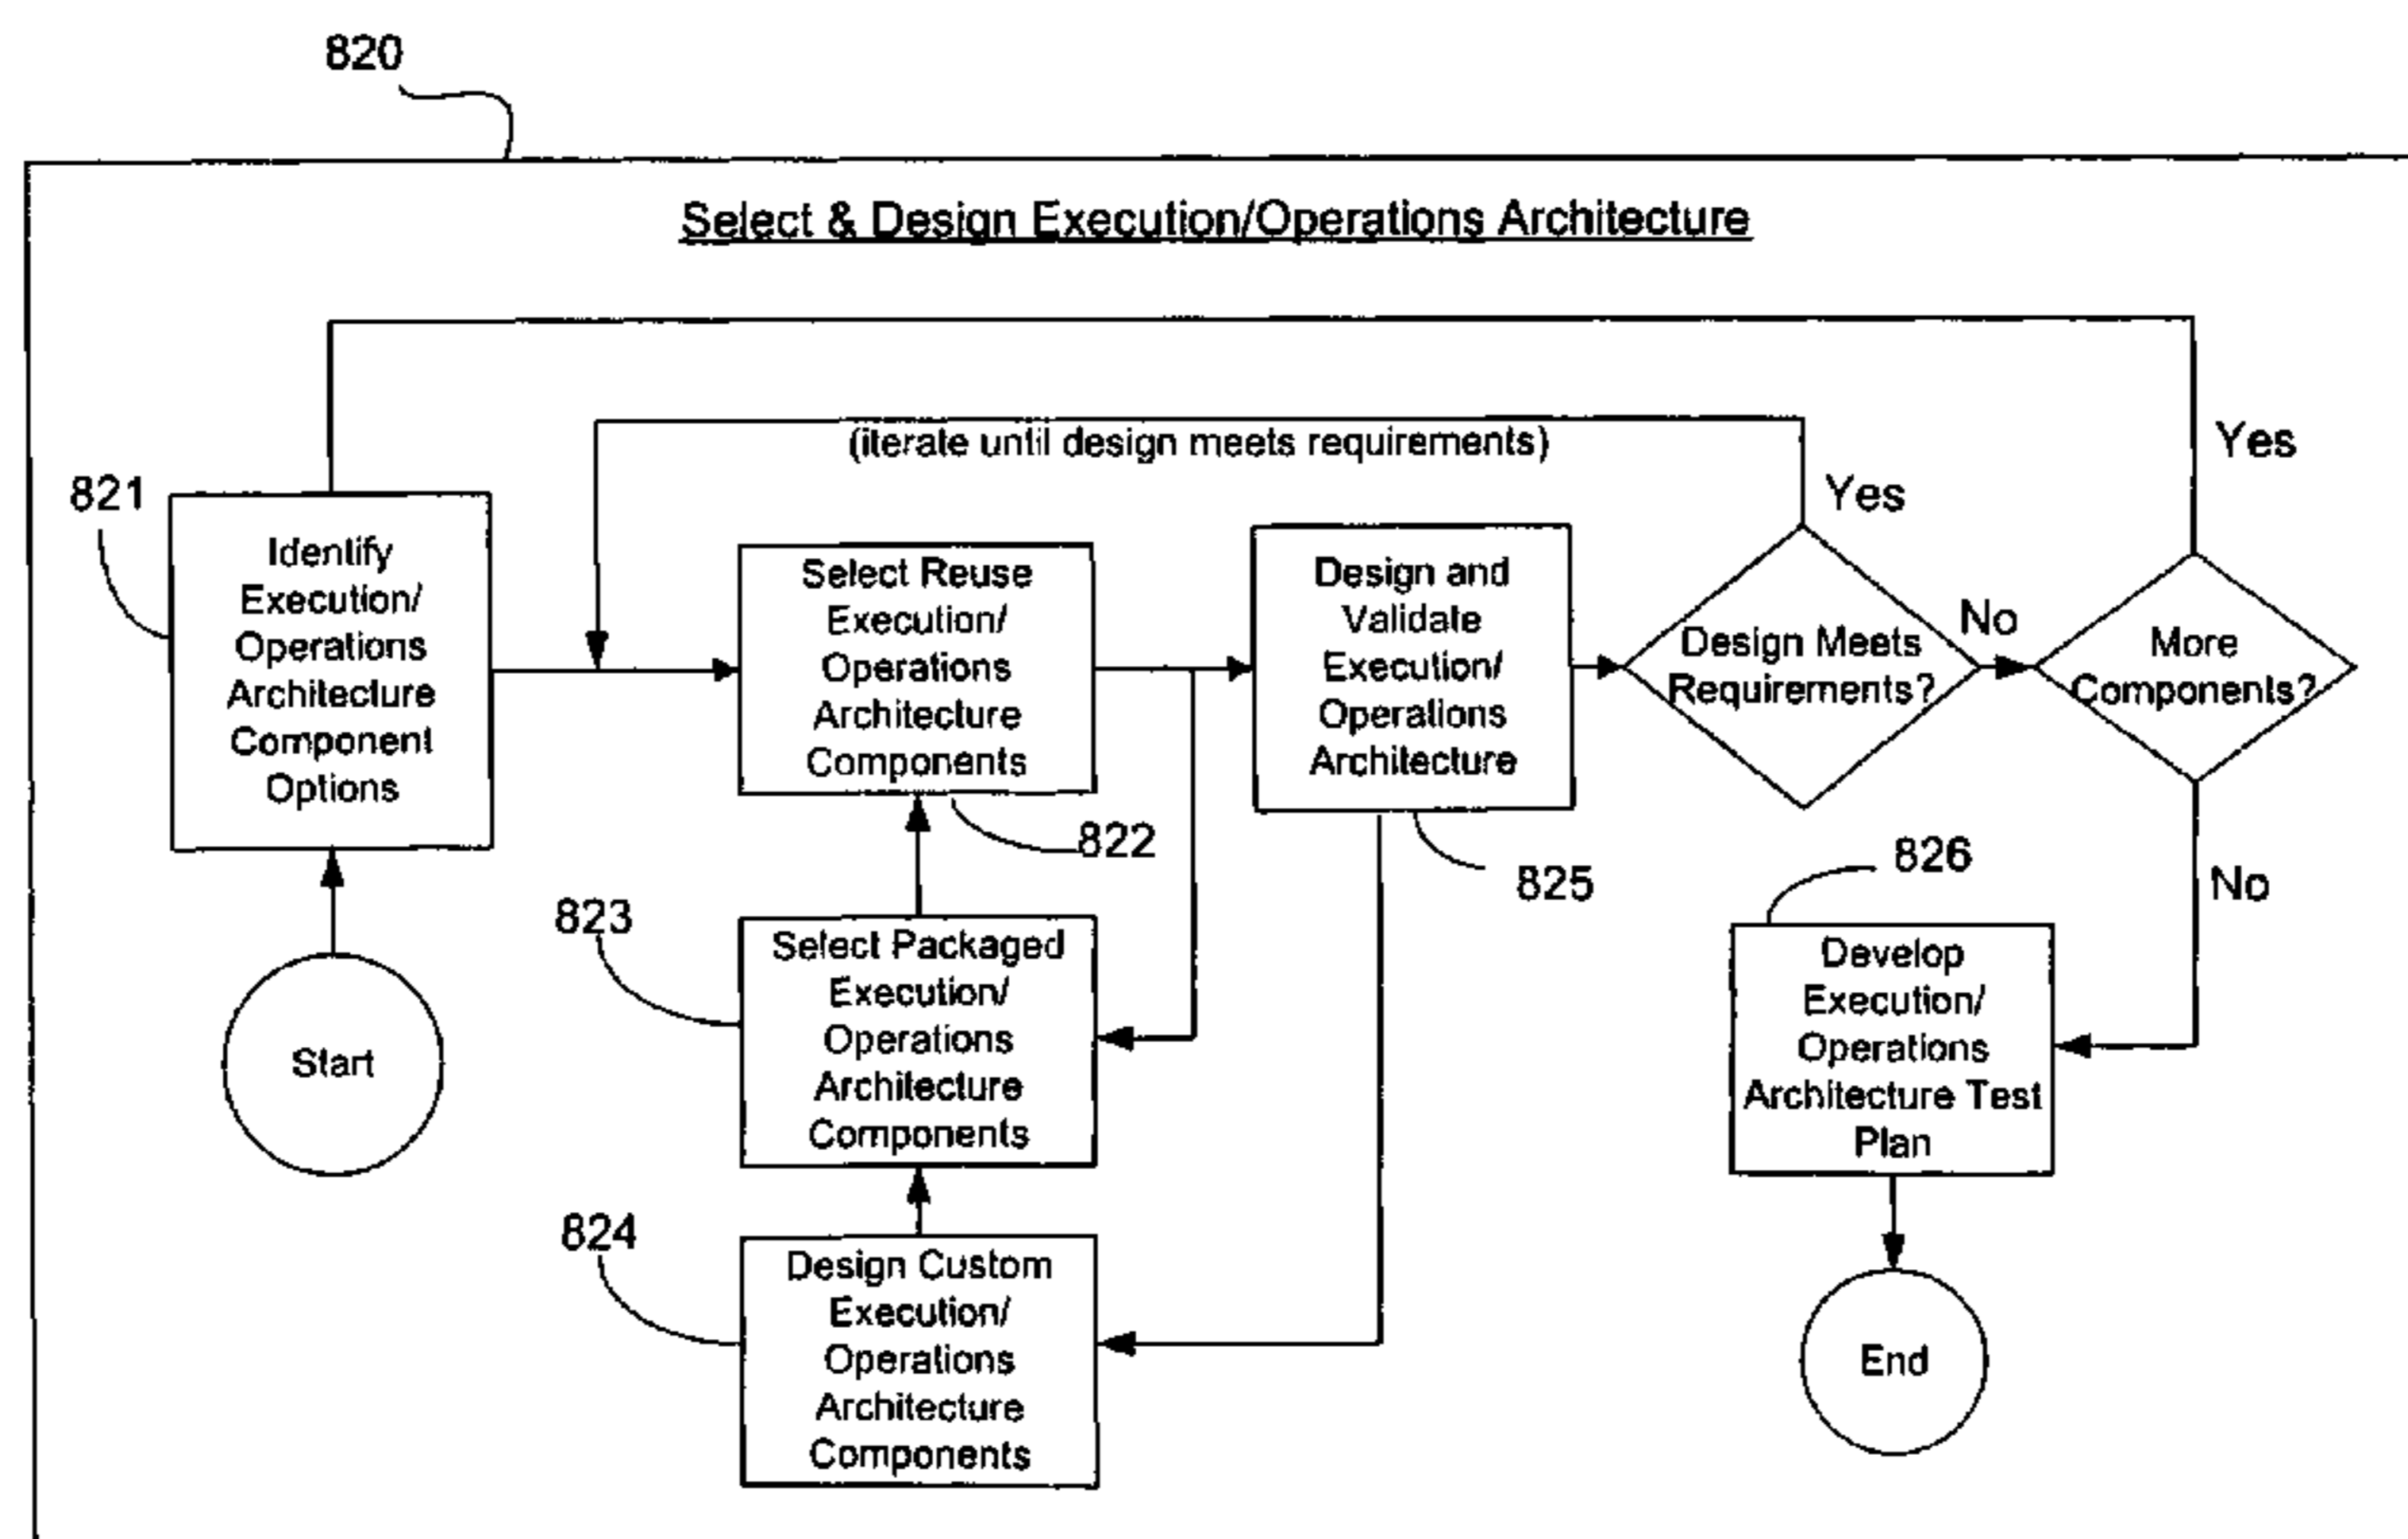 820
Select & Design Execution/Operations Architecture
(iterate until design meets requirements)
Yes
Yes
821
Identify
Execution/
Operations
Architecture
Component
Options
Select Reuse
Execution/
Operations
Architecture
Components
822
Design and
Validate
Execution/
Operations
Architecture
825
Design Meets
Requirements?
No
More
Components?
No
826
Develop
Execution/
Operations
Architecture Test
Plan
823
Select Packaged
Execution/
Operations
Architecture
Components
Start
824
Design Custom
Execution/
Operations
Architecture
Components
End